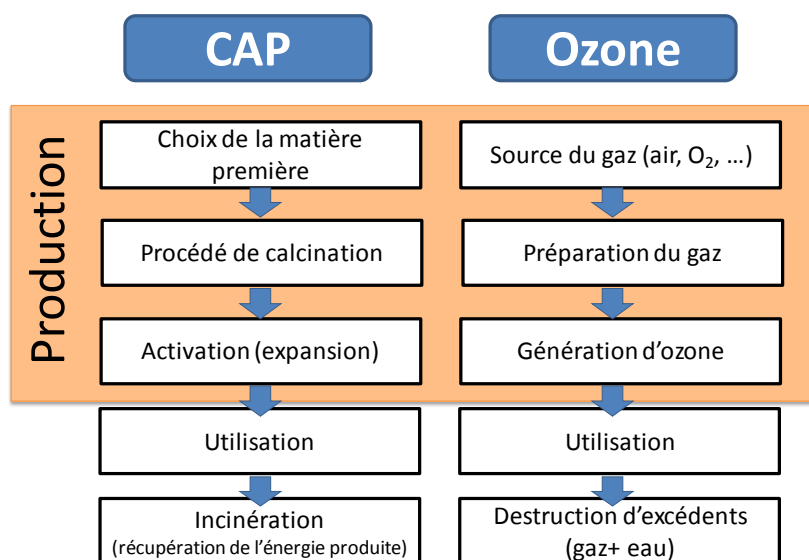 CAP
Ozone
Production
Choix de la matière
première
Source du gaz (air, O₂, ...)
Procédé de calcination
Préparation du gaz
Activation (expansion)
Génération d'ozone
Utilisation
Utilisation
Incinération
(récupération de l'énergie produite)
Destruction d'excédents
(gaz+ eau)